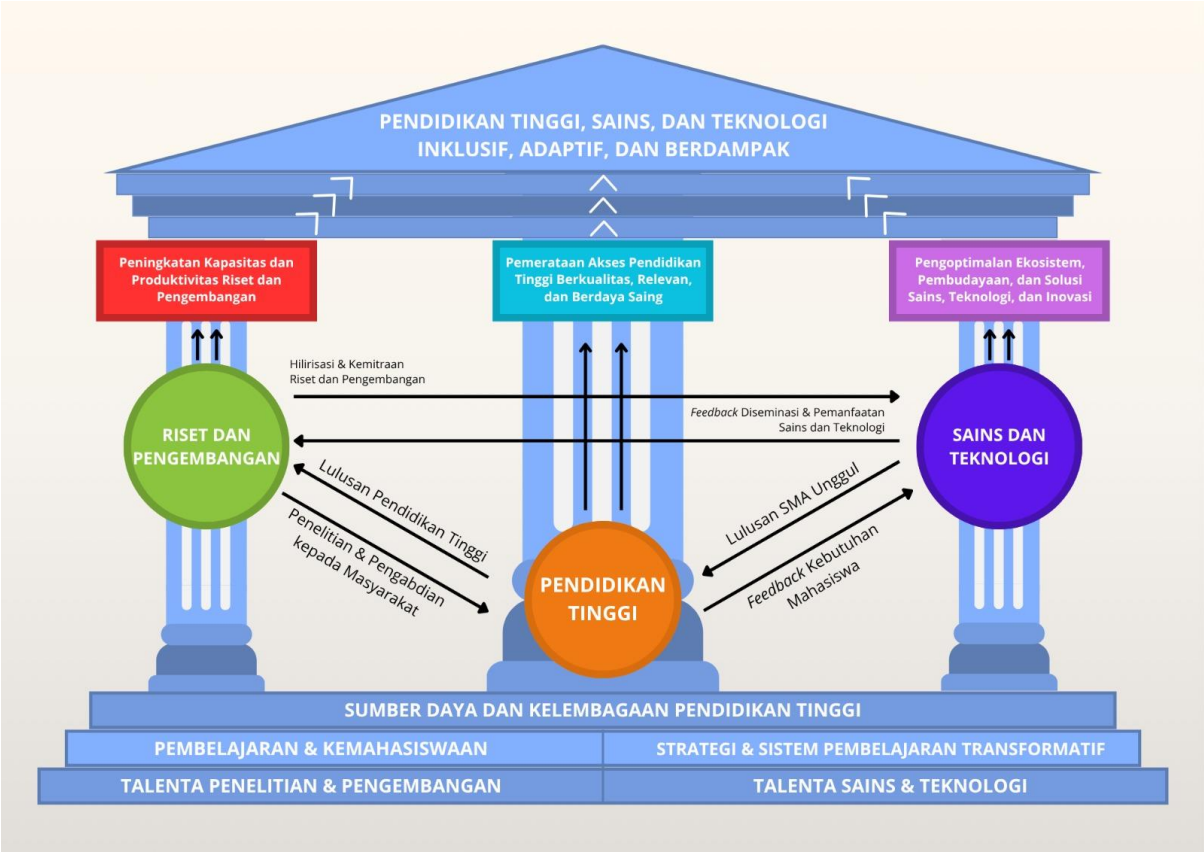 PENDIDIKAN TINGGI, SAINS, DAN TEKNOLOGI
INKLUSIF, ADAPTIF, DAN BERDAMPAK
Peningkatan Kapasitas dan
Produktivitas Riset dan
Pengembangan
Pemerataan Akses Pendidikan
Tinggi Berkualitas, Relevan,
dan Berdaya Saing
Pengoptimalan Ekosistem,
Pembudayaan, dan Solusi
Sains, Teknologi, dan Inovasi
Hilirisasi & Kemitraan
Riset dan Pengembangan
Feedback Diseminasi & Pemanfaatan
Sains dan Teknologi
RISET DAN
PENGEMBANGAN
SAINS DAN
TEKNOLOGI
Lulusan Pendidikan Tinggi
Penelitian & Pengabdian
kepada Masyarakat
Lulusan SMA Unggul
Feedback Kebutuhan
Mahasiswa
PENDIDIKAN
TINGGI
SUMBER DAYA DAN KELEMBAGAAN PENDIDIKAN TINGGI
PEMBELAJARAN & KEMAHASISWAAN
STRATEGI & SISTEM PEMBELAJARAN TRANSFORMATIF
TALENTA PENELITIAN & PENGEMBANGAN
TALENTA SAINS & TEKNOLOGI